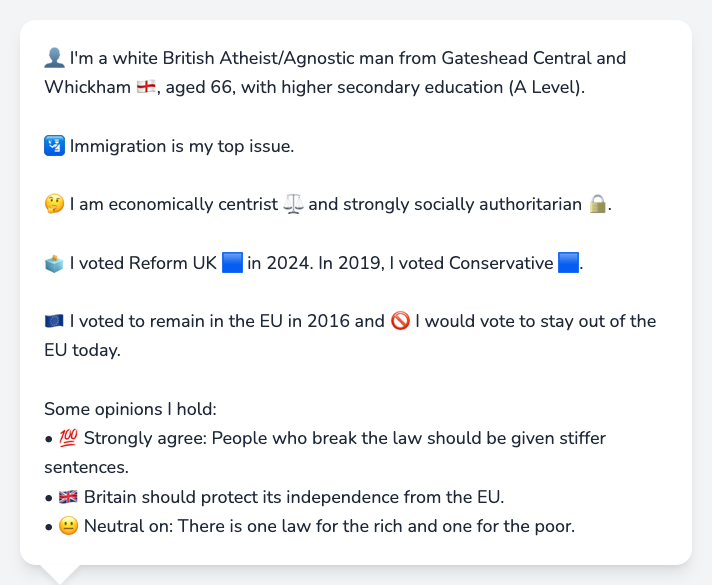 👤 I'm a white British Atheist/Agnostic man from Gateshead Central and
Whickham 🏴󠁧󠁢󠁥󠁮󠁧󠁿, aged 66, with higher secondary education (A Level).
🛂 Immigration is my top issue.
🤔 I am economically centrist ⚖️ and strongly socially authoritarian 🔒.
🗳️ I voted Reform UK 🟦 in 2024. In 2019, I voted Conservative 🟦.
🇪🇺 I voted to remain in the EU in 2016 and 🚫 I would vote to stay out of the
EU today.
Some opinions I hold:
• 💯 Strongly agree: People who break the law should be given stiffer
sentences.
• 🇬🇧 Britain should protect its independence from the EU.
• 😐 Neutral on: There is one law for the rich and one for the poor.